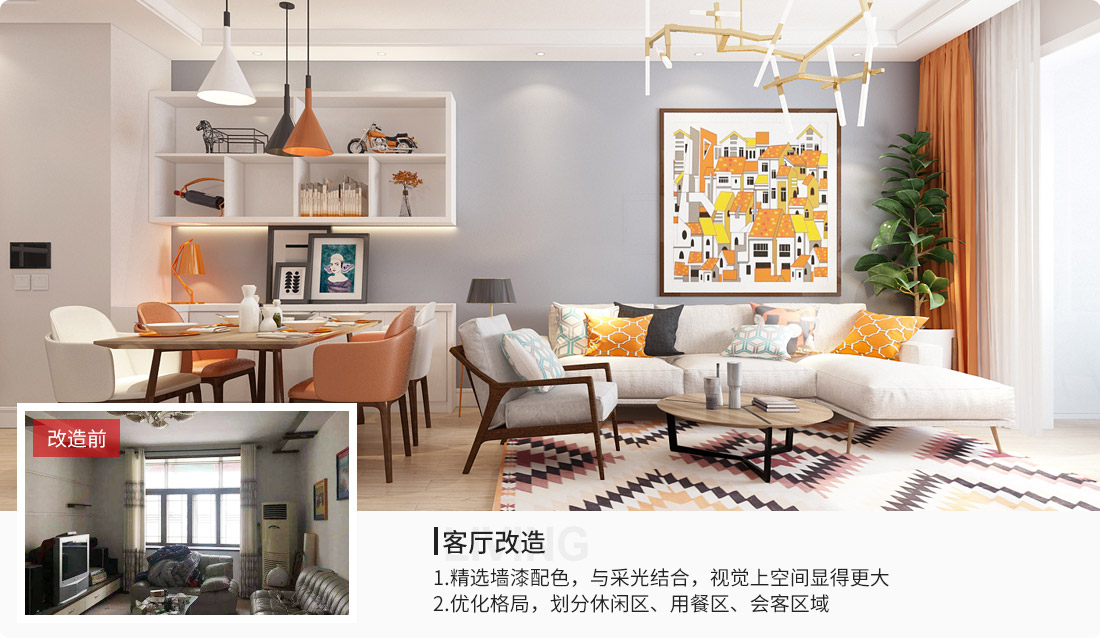 改造前
LIVING
客厅改造
1.精选墙漆配色，与采光结合，视觉上空间显得更大
2.优化格局，划分休闲区、用餐区、会客区域